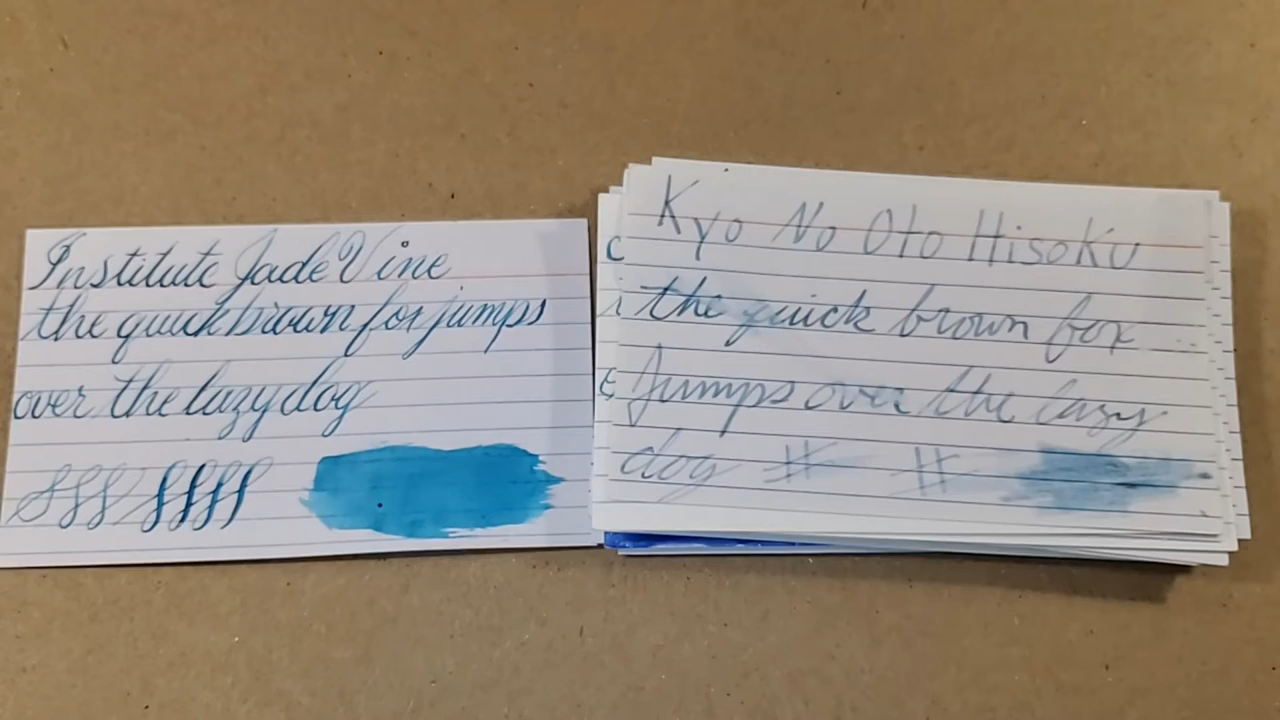 Institute Jade Vine
the quick brown fox jumps
over the lazy dog
Kyo No Oto Hisoku
the quick brown fox
Jumps over the lazy
dog # #